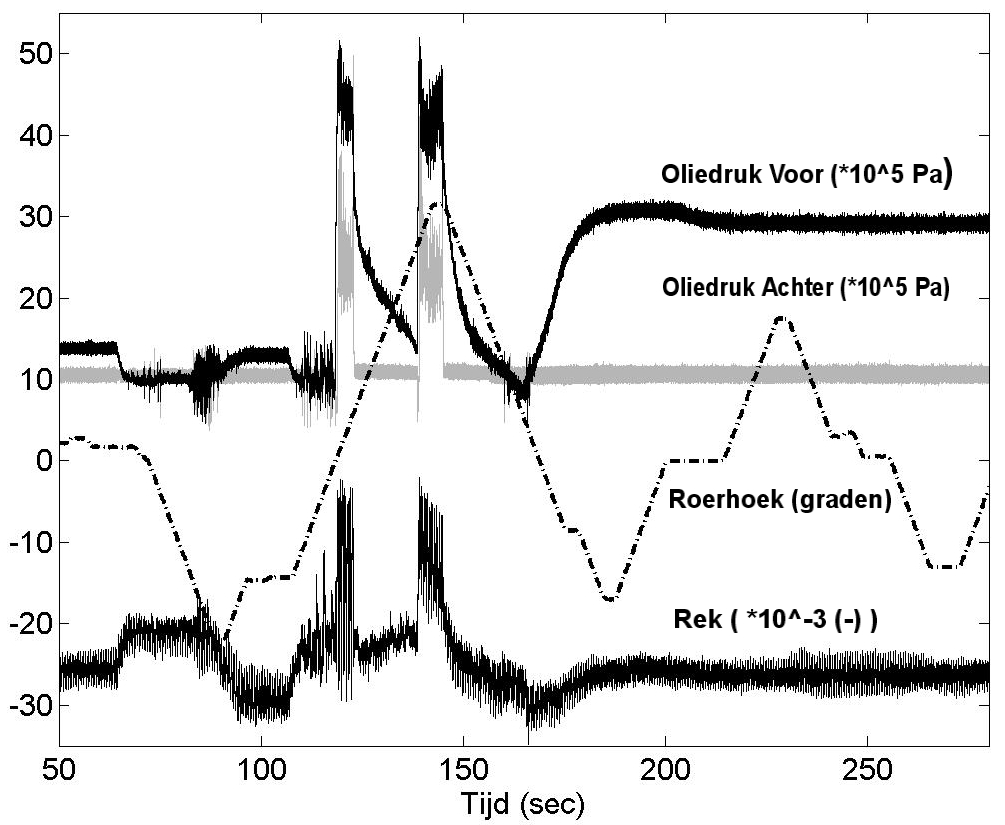 50
40
30
20
10
0
-10
-20
-30
Oliedruk Voor (*10^5 Pa)
Oliedruk Achter (*10^5 Pa)
Roerhoek (graden)
Rek ( *10^-3 (-) )
50 100 150 200 250
Tijd (sec)